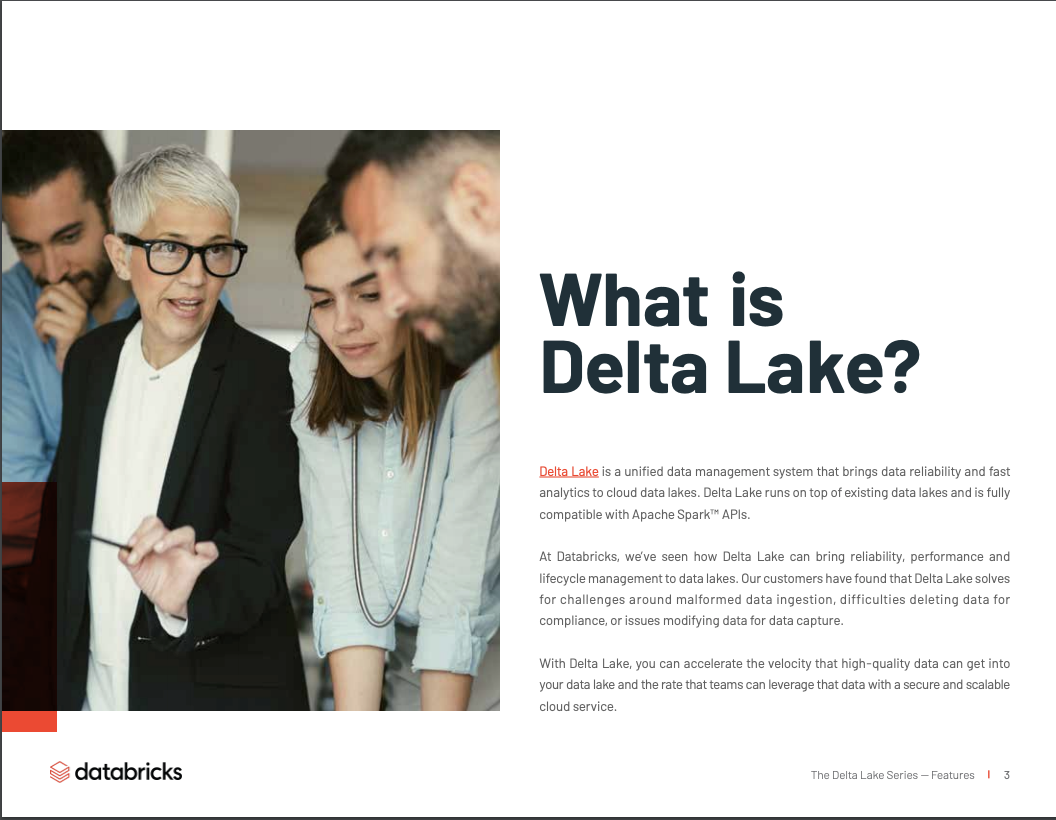 What is
Delta Lake?
Delta Lake is a unified data management system that brings data reliability and fast
analytics to cloud data lakes. Delta Lake runs on top of existing data lakes and is fully
compatible with Apache Spark™ APIs.
At Databricks, we’ve seen how Delta Lake can bring reliability, performance and
lifecycle management to data lakes. Our customers have found that Delta Lake solves
for challenges around malformed data ingestion, difficulties deleting data for
compliance, or issues modifying data for data capture.
With Delta Lake, you can accelerate the velocity that high-quality data can get into
your data lake and the rate that teams can leverage that data with a secure and scalable
cloud service.
databricks
The Delta Lake Series — Features | 3